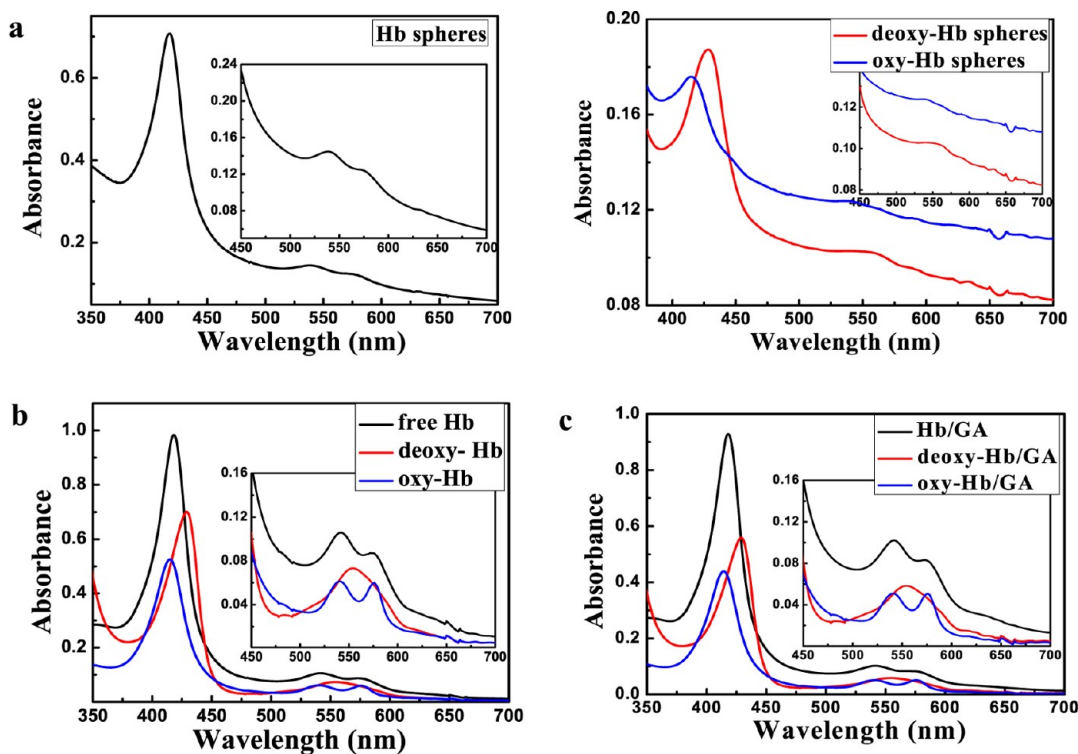 a
Hb spheres
Absorbance
0.6
0.4
0.2
0.24
0.20
0.16
0.12
0.08
450 500 550 600 650 700
350 400 450 500 550 600 650 700
Wavelength (nm)
deoxy-Hb spheres
oxy-Hb spheres
Absorbance
0.20
0.16
0.12
0.08
0.12
0.10
0.08
450 500 550 600 650 700
400 450 500 550 600 650 700
Wavelength (nm)
b
free Hb
deoxy- Hb
oxy-Hb
Absorbance
1.0
0.8
0.6
0.4
0.2
0.16
0.12
0.08
0.04
450 500 550 600 650 700
350 400 450 500 550 600 650 700
Wavelength (nm)
c
Hb/GA
deoxy-Hb/GA
oxy-Hb/GA
Absorbance
1.0
0.8
0.6
0.4
0.2
0.0
0.16
0.12
0.08
0.04
450 500 550 600 650 700
350 400 450 500 550 600 650 700
Wavelength (nm)